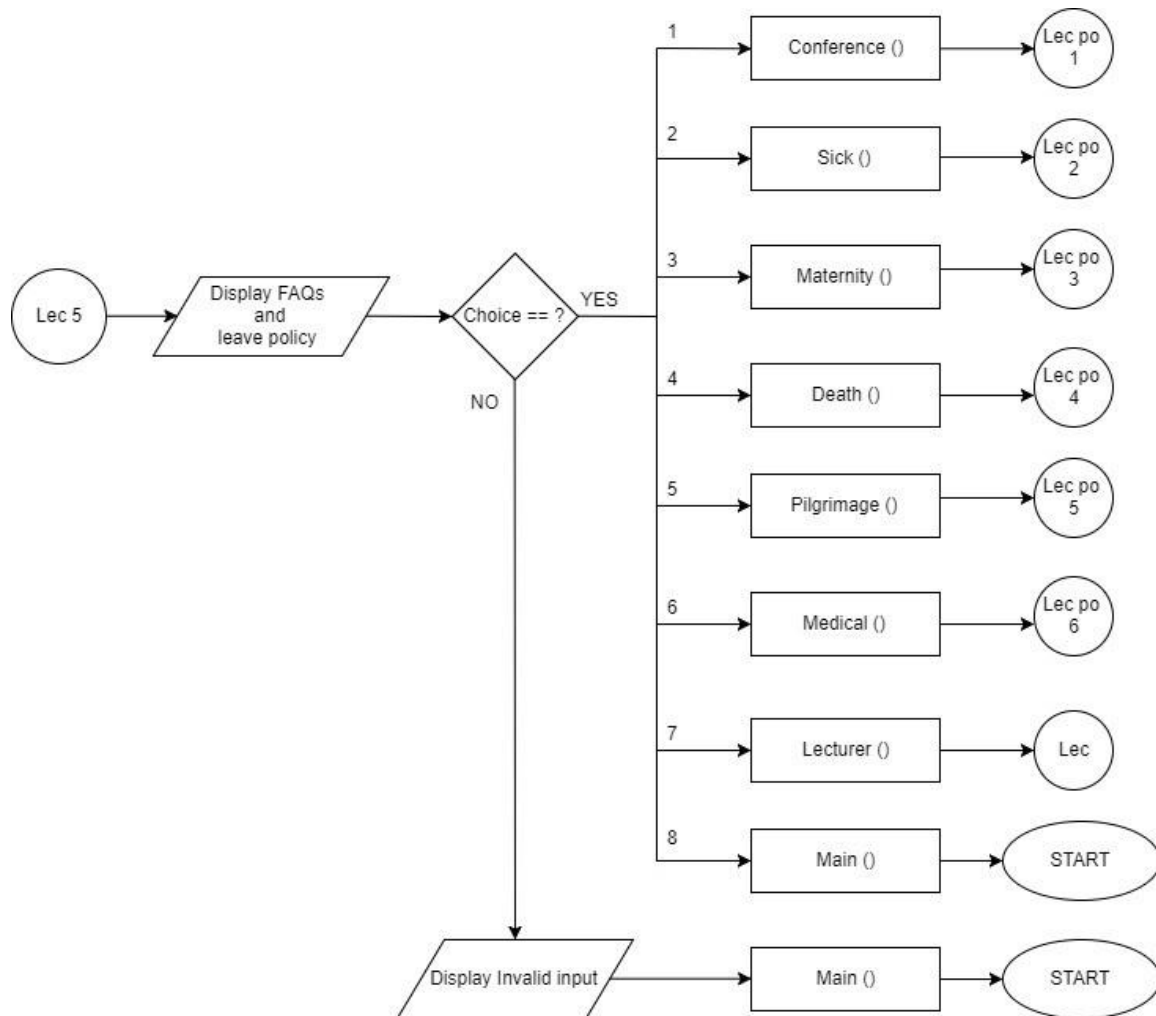 1
Conference ()
Lec po
1
2
Sick ()
Lec po
2
3
Maternity ()
Lec po
3
Lec 5
Display FAQs
and
leave policy
Choice == ?
YES
NO
4
Death ()
Lec po
4
5
Pilgrimage ()
Lec po
5
6
Medical ()
Lec po
6
7
Lecturer ()
Lec
8
Main ()
START
Display Invalid input
Main ()
START